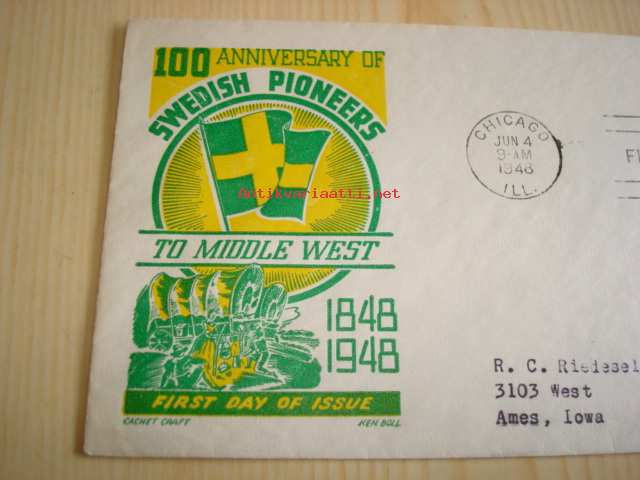 100 ANNIVERSARY OF
SWEDISH PIONEERS
TO MIDDLE WEST
1848
1948
FIRST DAY OF ISSUE
CACHET CRAFT KEN BOLL
CHICAGO
JUN 4
9-AM
1948
ILL.
Antikvariaatti.net
R. C. Riedesel
3103 West
Ames, Iowa